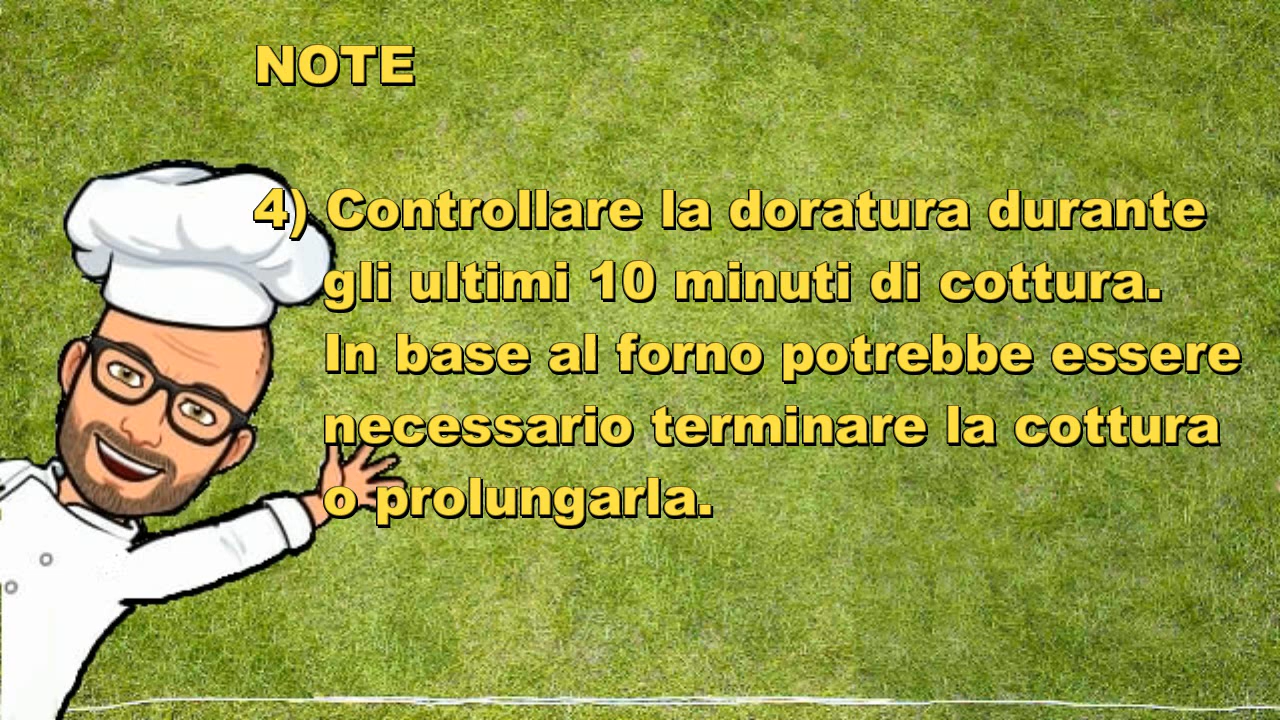 NOTE
4) Controllare la doratura durante
gli ultimi 10 minuti di cottura.
In base al forno potrebbe essere
necessario terminare la cottura
o prolungarla.